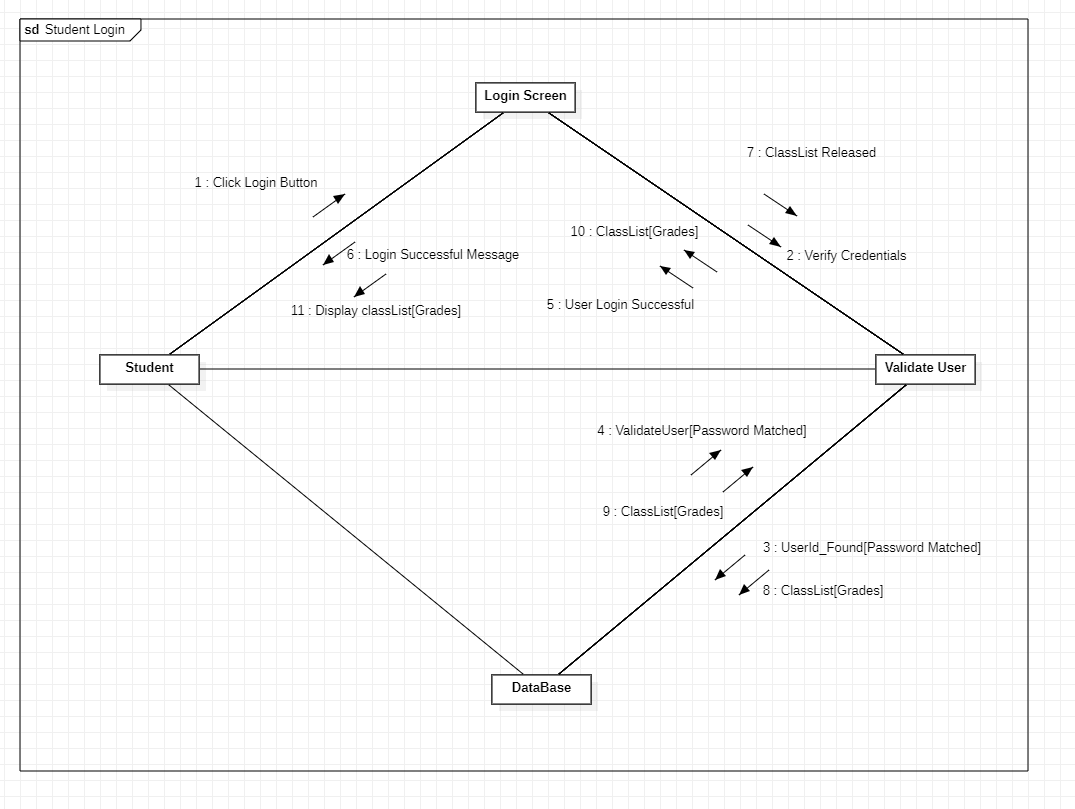 sd Student Login
Login Screen
7 : ClassList Released
1 : Click Login Button
10 : ClassList[Grades]
6 : Login Successful Message
2 : Verify Credentials
11 : Display classList[Grades]
5 : User Login Successful
Student
Validate User
4 : ValidateUser[Password Matched]
9 : ClassList[Grades]
3 : UserId_Found[Password Matched]
8 : ClassList[Grades]
DataBase